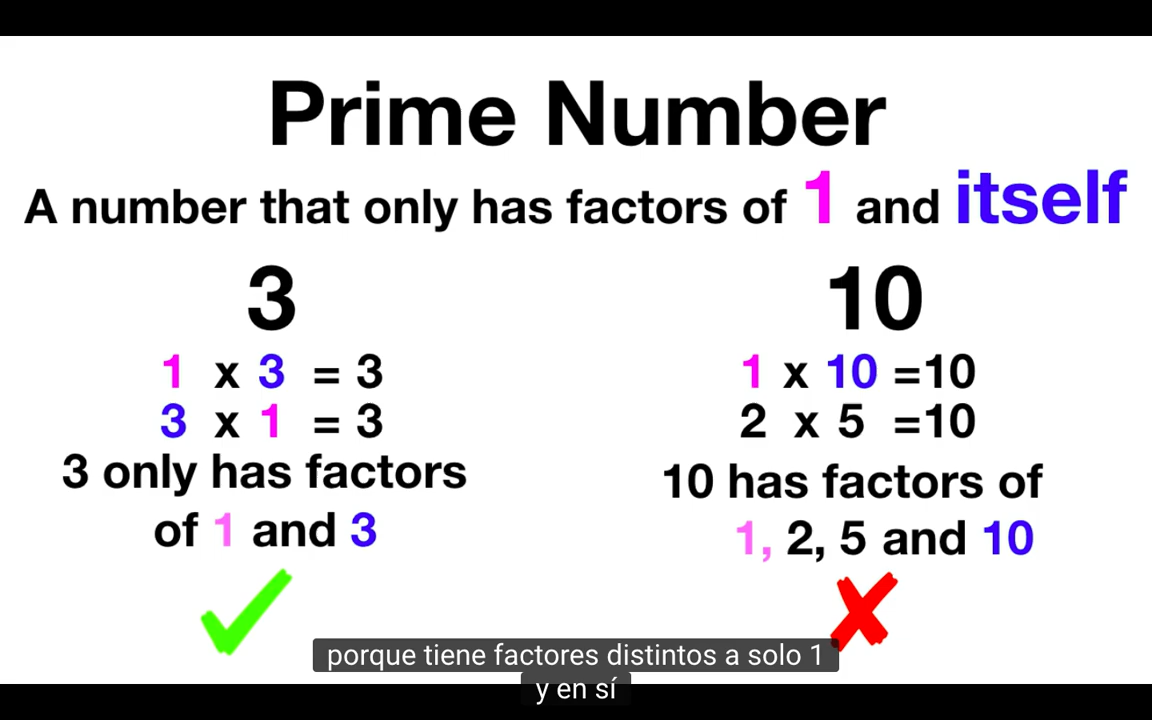 Prime Number
A number that only has factors of 1 and itself
3
1 x 3 = 3
3 x 1 = 3
3 only has factors
of 1 and 3
10
1 x 10 =10
2 x 5 =10
10 has factors of
1, 2, 5 and 10
porque tiene factores distintos a solo 1
y en sí